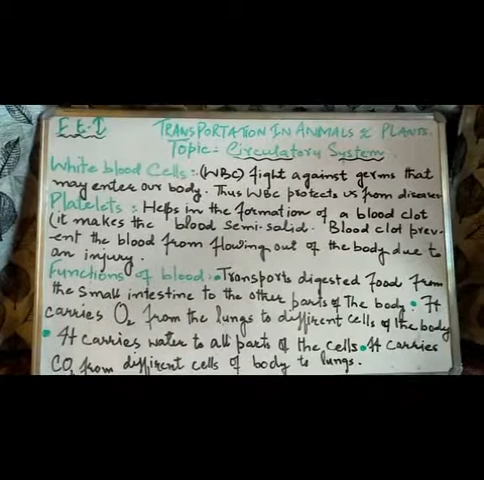 TRANSPORTATION IN ANIMALS & PLANTS.
Topic:- Circulatory System
White blood Cells :- (WBC) fight against germs that
may enter our body. Thus WBC protects us from diseases
Platelets :- Helps in the formation of a blood clot
(it makes the blood semi-solid. Blood clot prev-
ent the blood from flowing out of the body due to
an injury.
Functions of blood:• Transports digested food from
the small intestine to the other parts of the body • It
carries O₂ from the lungs to diffirent cells of the body
• It carries water to all parts of the cells. • It carries
CO₂ from diffirent cells of body to lungs.